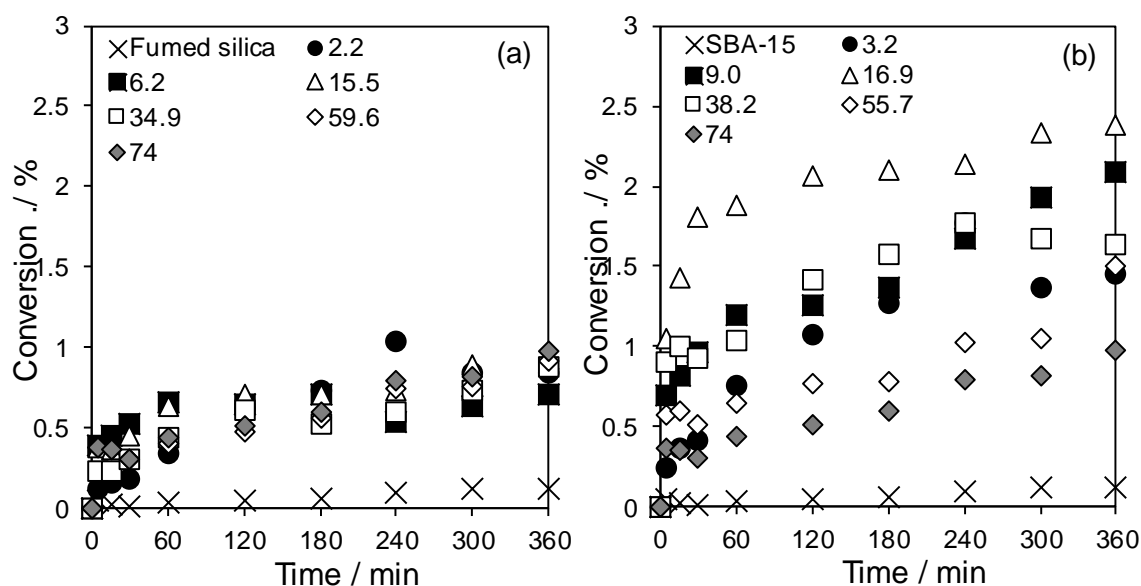 (a)
Fumed silica 2.2
6.2 15.5
34.9 59.6
74
3
2.5
2
1.5
1
0.5
0
Conversion ./ %
0 60 120 180 240 300 360
Time / min
(b)
SBA-15 3.2
9.0 16.9
38.2 55.7
74
3
2.5
2
1.5
1
0.5
0
Conversion ./ %
0 60 120 180 240 300 360
Time / min